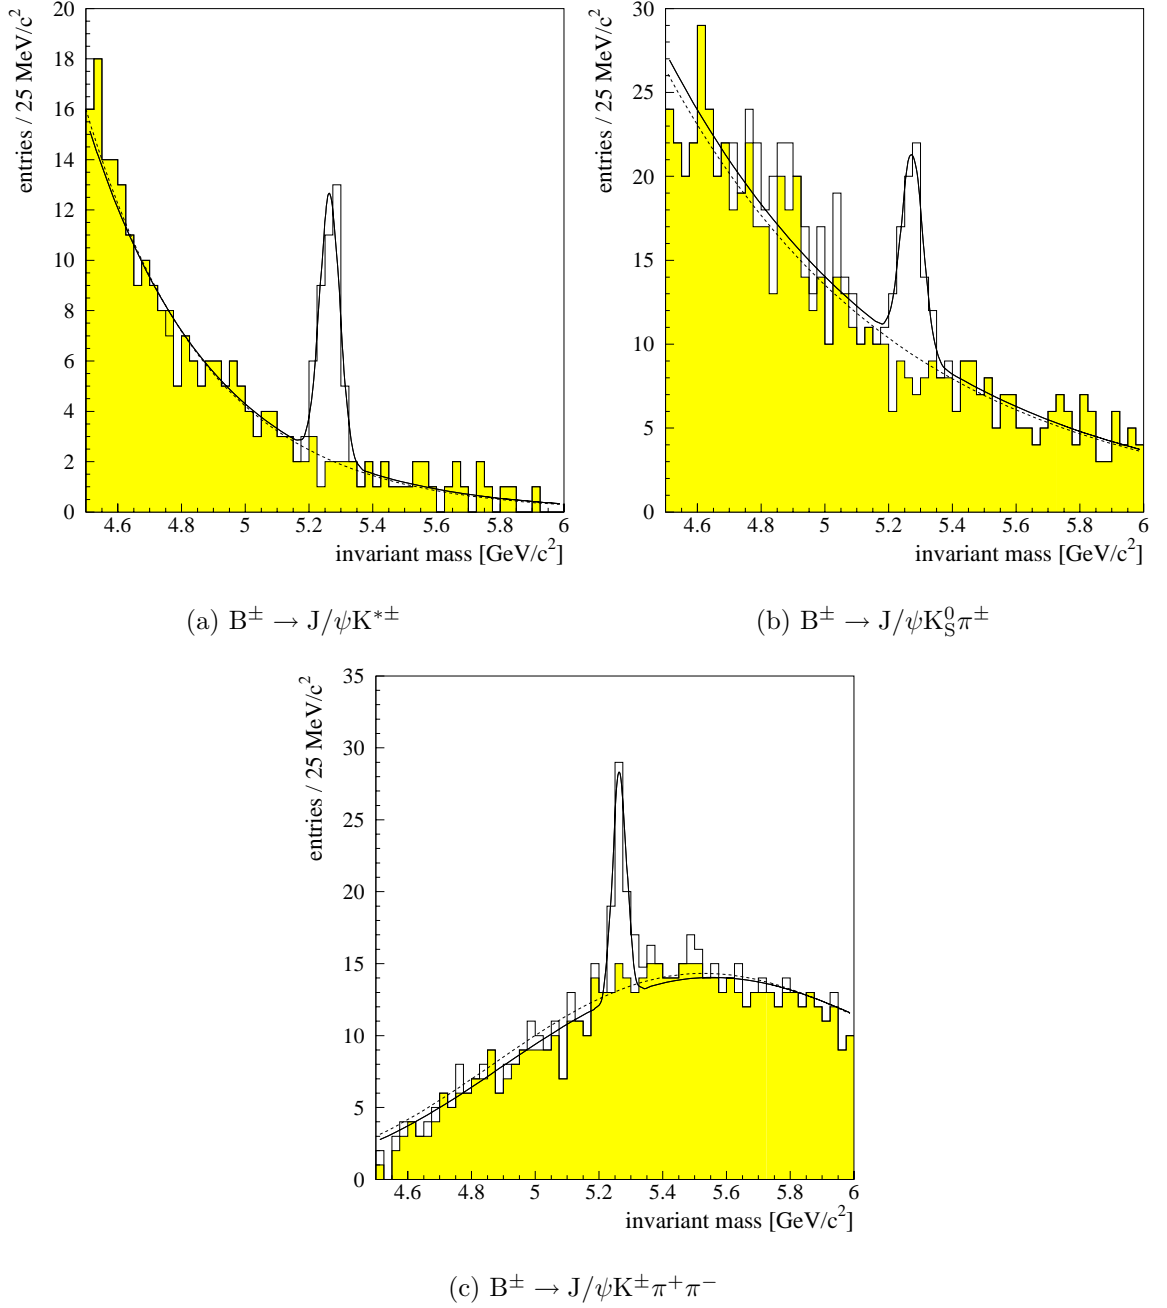 entries / 25 MeV/c²
20
18
16
14
12
10
8
6
4
2
0
4.6 4.8 5 5.2 5.4 5.6 5.8 6
invariant mass [GeV/c²]
(a) B± → J/ψK*±
entries / 25 MeV/c²
30
25
20
15
10
5
0
4.6 4.8 5 5.2 5.4 5.6 5.8 6
invariant mass [GeV/c²]
(b) B± → J/ψK⁰_Sπ±
entries / 25 MeV/c²
35
30
25
20
15
10
5
0
4.6 4.8 5 5.2 5.4 5.6 5.8 6
invariant mass [GeV/c²]
(c) B± → J/ψK±π⁺π⁻